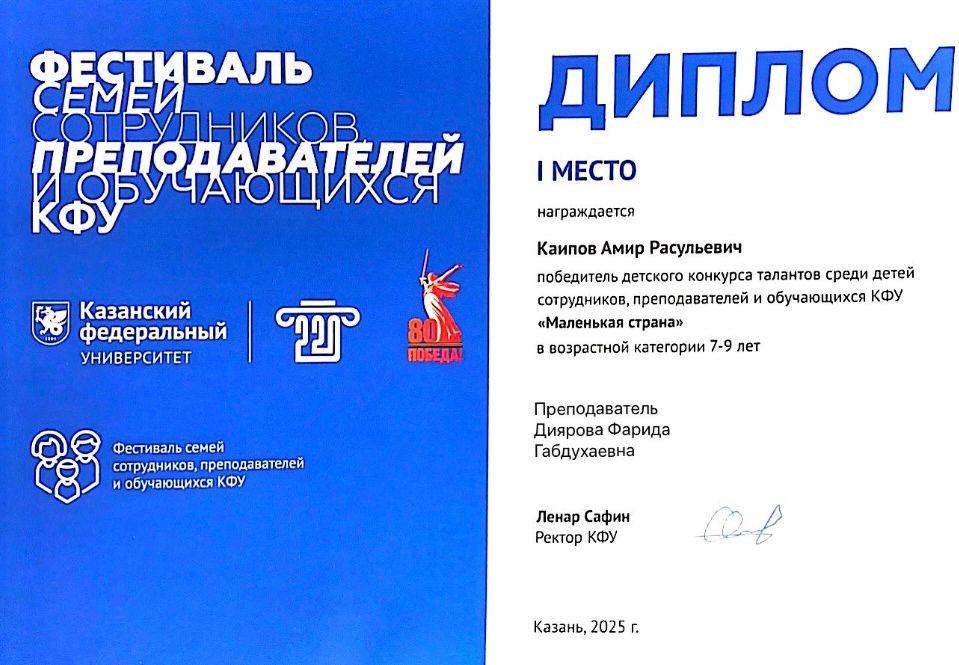 ФЕСТИВАЛЬ
СЕМЕЙ
СОТРУДНИКОВ,
ПРЕПОДАВАТЕЛЕЙ
И ОБУЧАЮЩИХСЯ
КФУ
Казанский
федеральный
УНИВЕРСИТЕТ
220
80
ПОБЕДА!
Фестиваль семей
сотрудников, преподавателей
и обучающихся КФУ
ДИПЛОМ
I МЕСТО
награждается
Каипов Амир Расульевич
победитель детского конкурса талантов среди детей
сотрудников, преподавателей и обучающихся КФУ
«Маленькая страна»
в возрастной категории 7-9 лет
Преподаватель
Диярова Фарида
Габдухаевна
Ленар Сафин
Ректор КФУ
Казань, 2025 г.